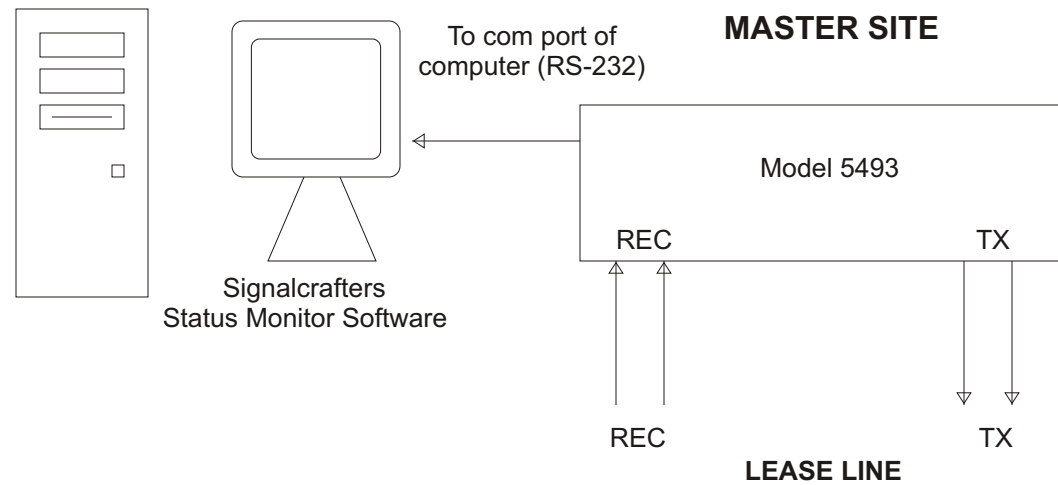 To com port of
computer (RS-232)
MASTER SITE
Model 5493
REC
TX
Signalcrafters
Status Monitor Software
REC
TX
LEASE LINE